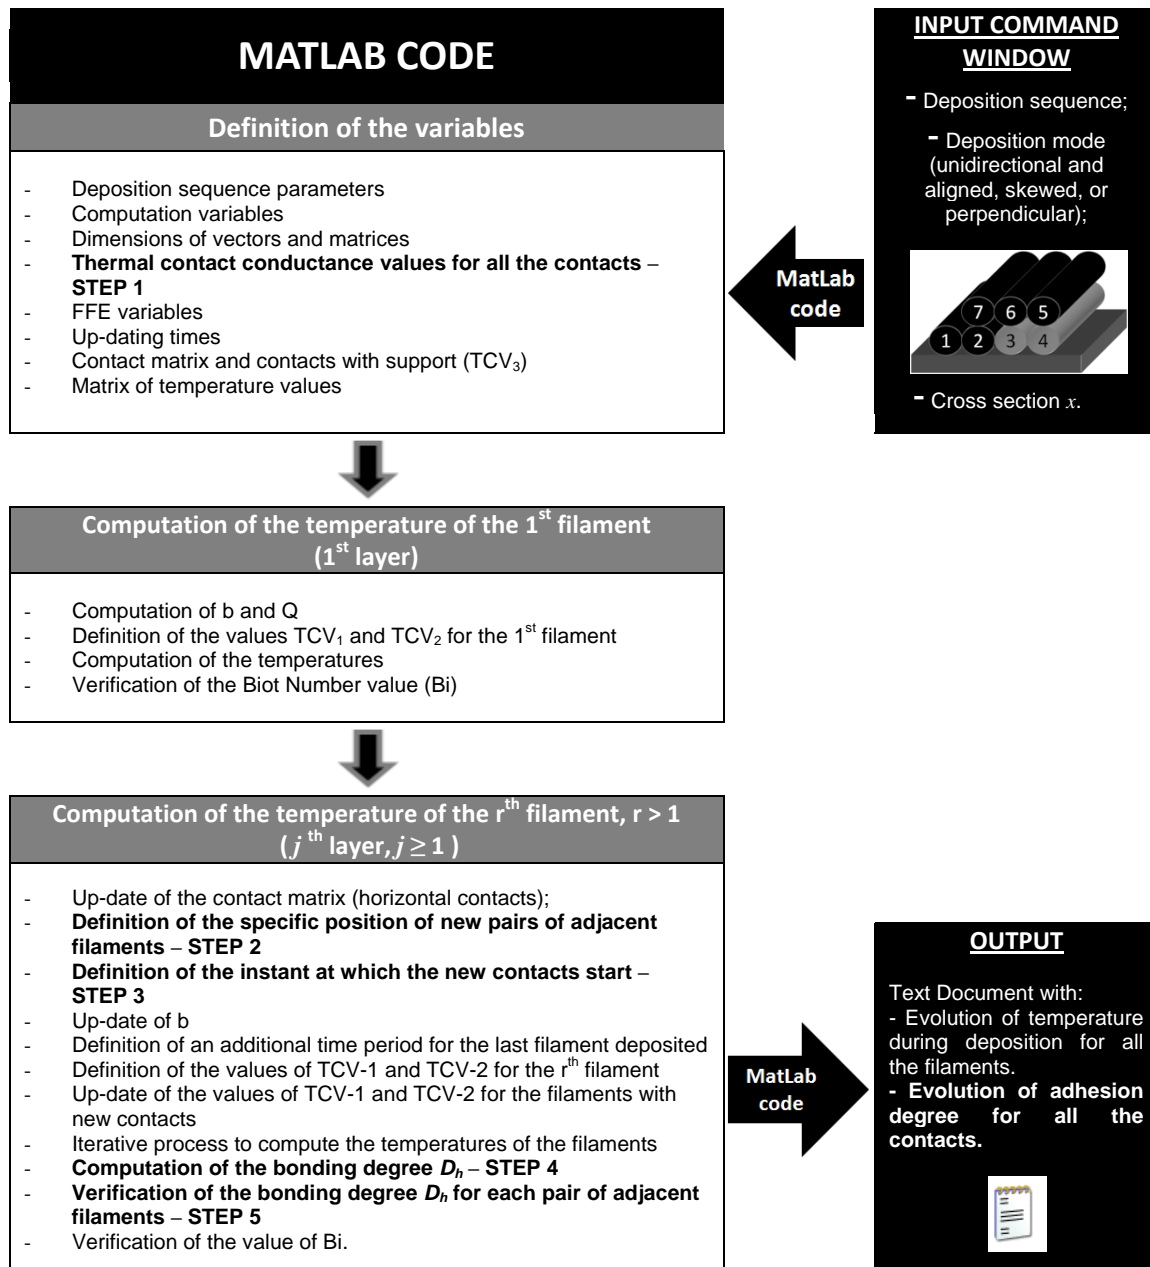 MATLAB CODE
Definition of the variables
- Deposition sequence parameters
- Computation variables
- Dimensions of vectors and matrices
- Thermal contact conductance values for all the contacts –
STEP 1
- FFE variables
- Up-dating times
- Contact matrix and contacts with support (TCV3)
- Matrix of temperature values
INPUT COMMAND
WINDOW
- Deposition sequence;
- Deposition mode
(unidirectional and
aligned, skewed, or
perpendicular);
7 6 5
1 2 3 4
- Cross section x.
MatLab
code
Computation of the temperature of the 1st filament
(1st layer)
- Computation of b and Q
- Definition of the values TCV1 and TCV2 for the 1st filament
- Computation of the temperatures
- Verification of the Biot Number value (Bi)
Computation of the temperature of the rth filament, r > 1
( j th layer, j ≥ 1 )
- Up-date of the contact matrix (horizontal contacts);
- Definition of the specific position of new pairs of adjacent
filaments – STEP 2
- Definition of the instant at which the new contacts start –
STEP 3
- Up-date of b
- Definition of an additional time period for the last filament deposited
- Definition of the values of TCV-1 and TCV-2 for the rth filament
- Up-date of the values of TCV-1 and TCV-2 for the filaments with
new contacts
- Iterative process to compute the temperatures of the filaments
- Computation of the bonding degree Dh – STEP 4
- Verification of the bonding degree Dh for each pair of adjacent
filaments – STEP 5
- Verification of the value of Bi.
MatLab
code
OUTPUT
Text Document with:
- Evolution of temperature
during deposition for all
the filaments.
- Evolution of adhesion
degree for all the
contacts.